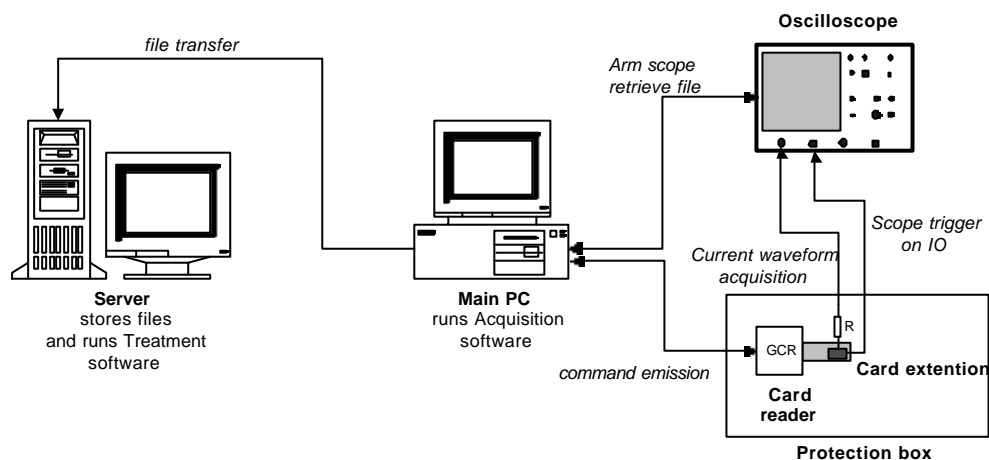 Oscilloscope
file transfer
Arm scope
retrieve file
Scope trigger
on IO
Current waveform
acquisition
Server
stores files
and runs Treatment
software
Main PC
runs Acquisition
software
command emission
R
GCR
Card extention
Card
reader
Protection box